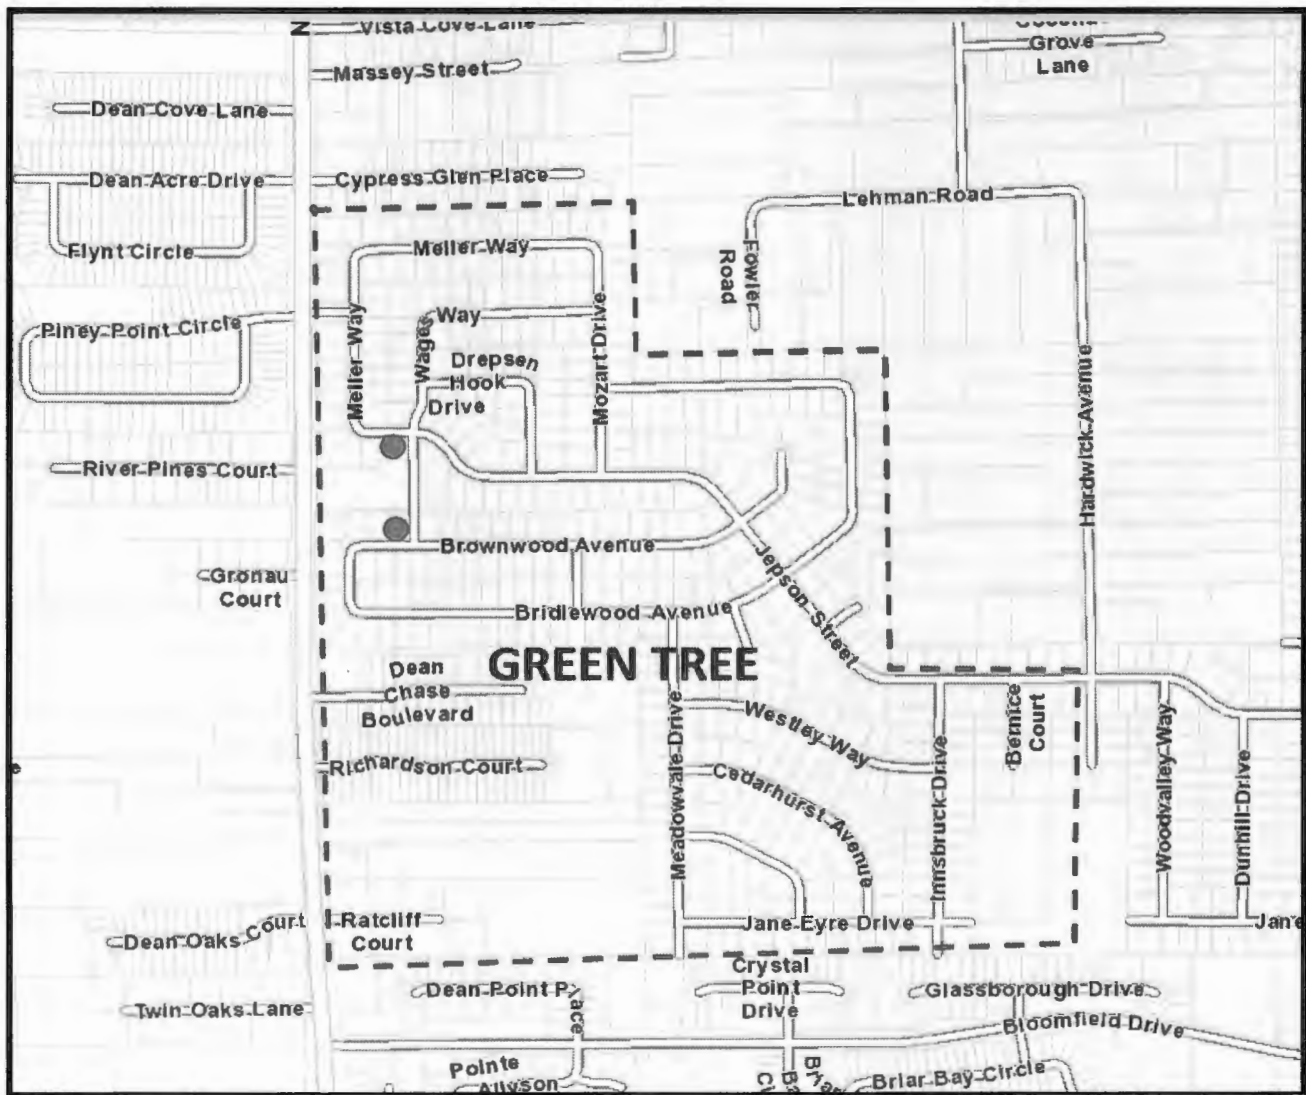 N
Vista Cove Lane
Massey Street
Grove
Lane
Dean Cove Lane
Dean Acre Drive
Cypress Glen Place
Lehman Road
Flynt Circle
Meller Way
Fowler
Road
Piney Point Circle
Meller Way
Wages
Way
Mozart Drive
Drepsen
Hook
Drive
Hardwick Avenue
River Pines Court
Brownwood Avenue
Jepson Street
Gronau
Court
Bridlewood Avenue
GREEN TREE
Dean
Chase
Boulevard
Richardson Court
Meadowvale Drive
Westley Way
Cedarhurst Avenue
Innsbruck Drive
Bernice
Court
Woodvalley Way
Dunhill Drive
e
Dean Oaks Court
Ratcliff
Court
Jane Eyre Drive
Jane
Crystal
Point
Drive
Dean Point Place
Glassborough Drive
Twin Oaks Lane
Bloomfield Drive
Pointe
Allyson
Briar Bay Circle